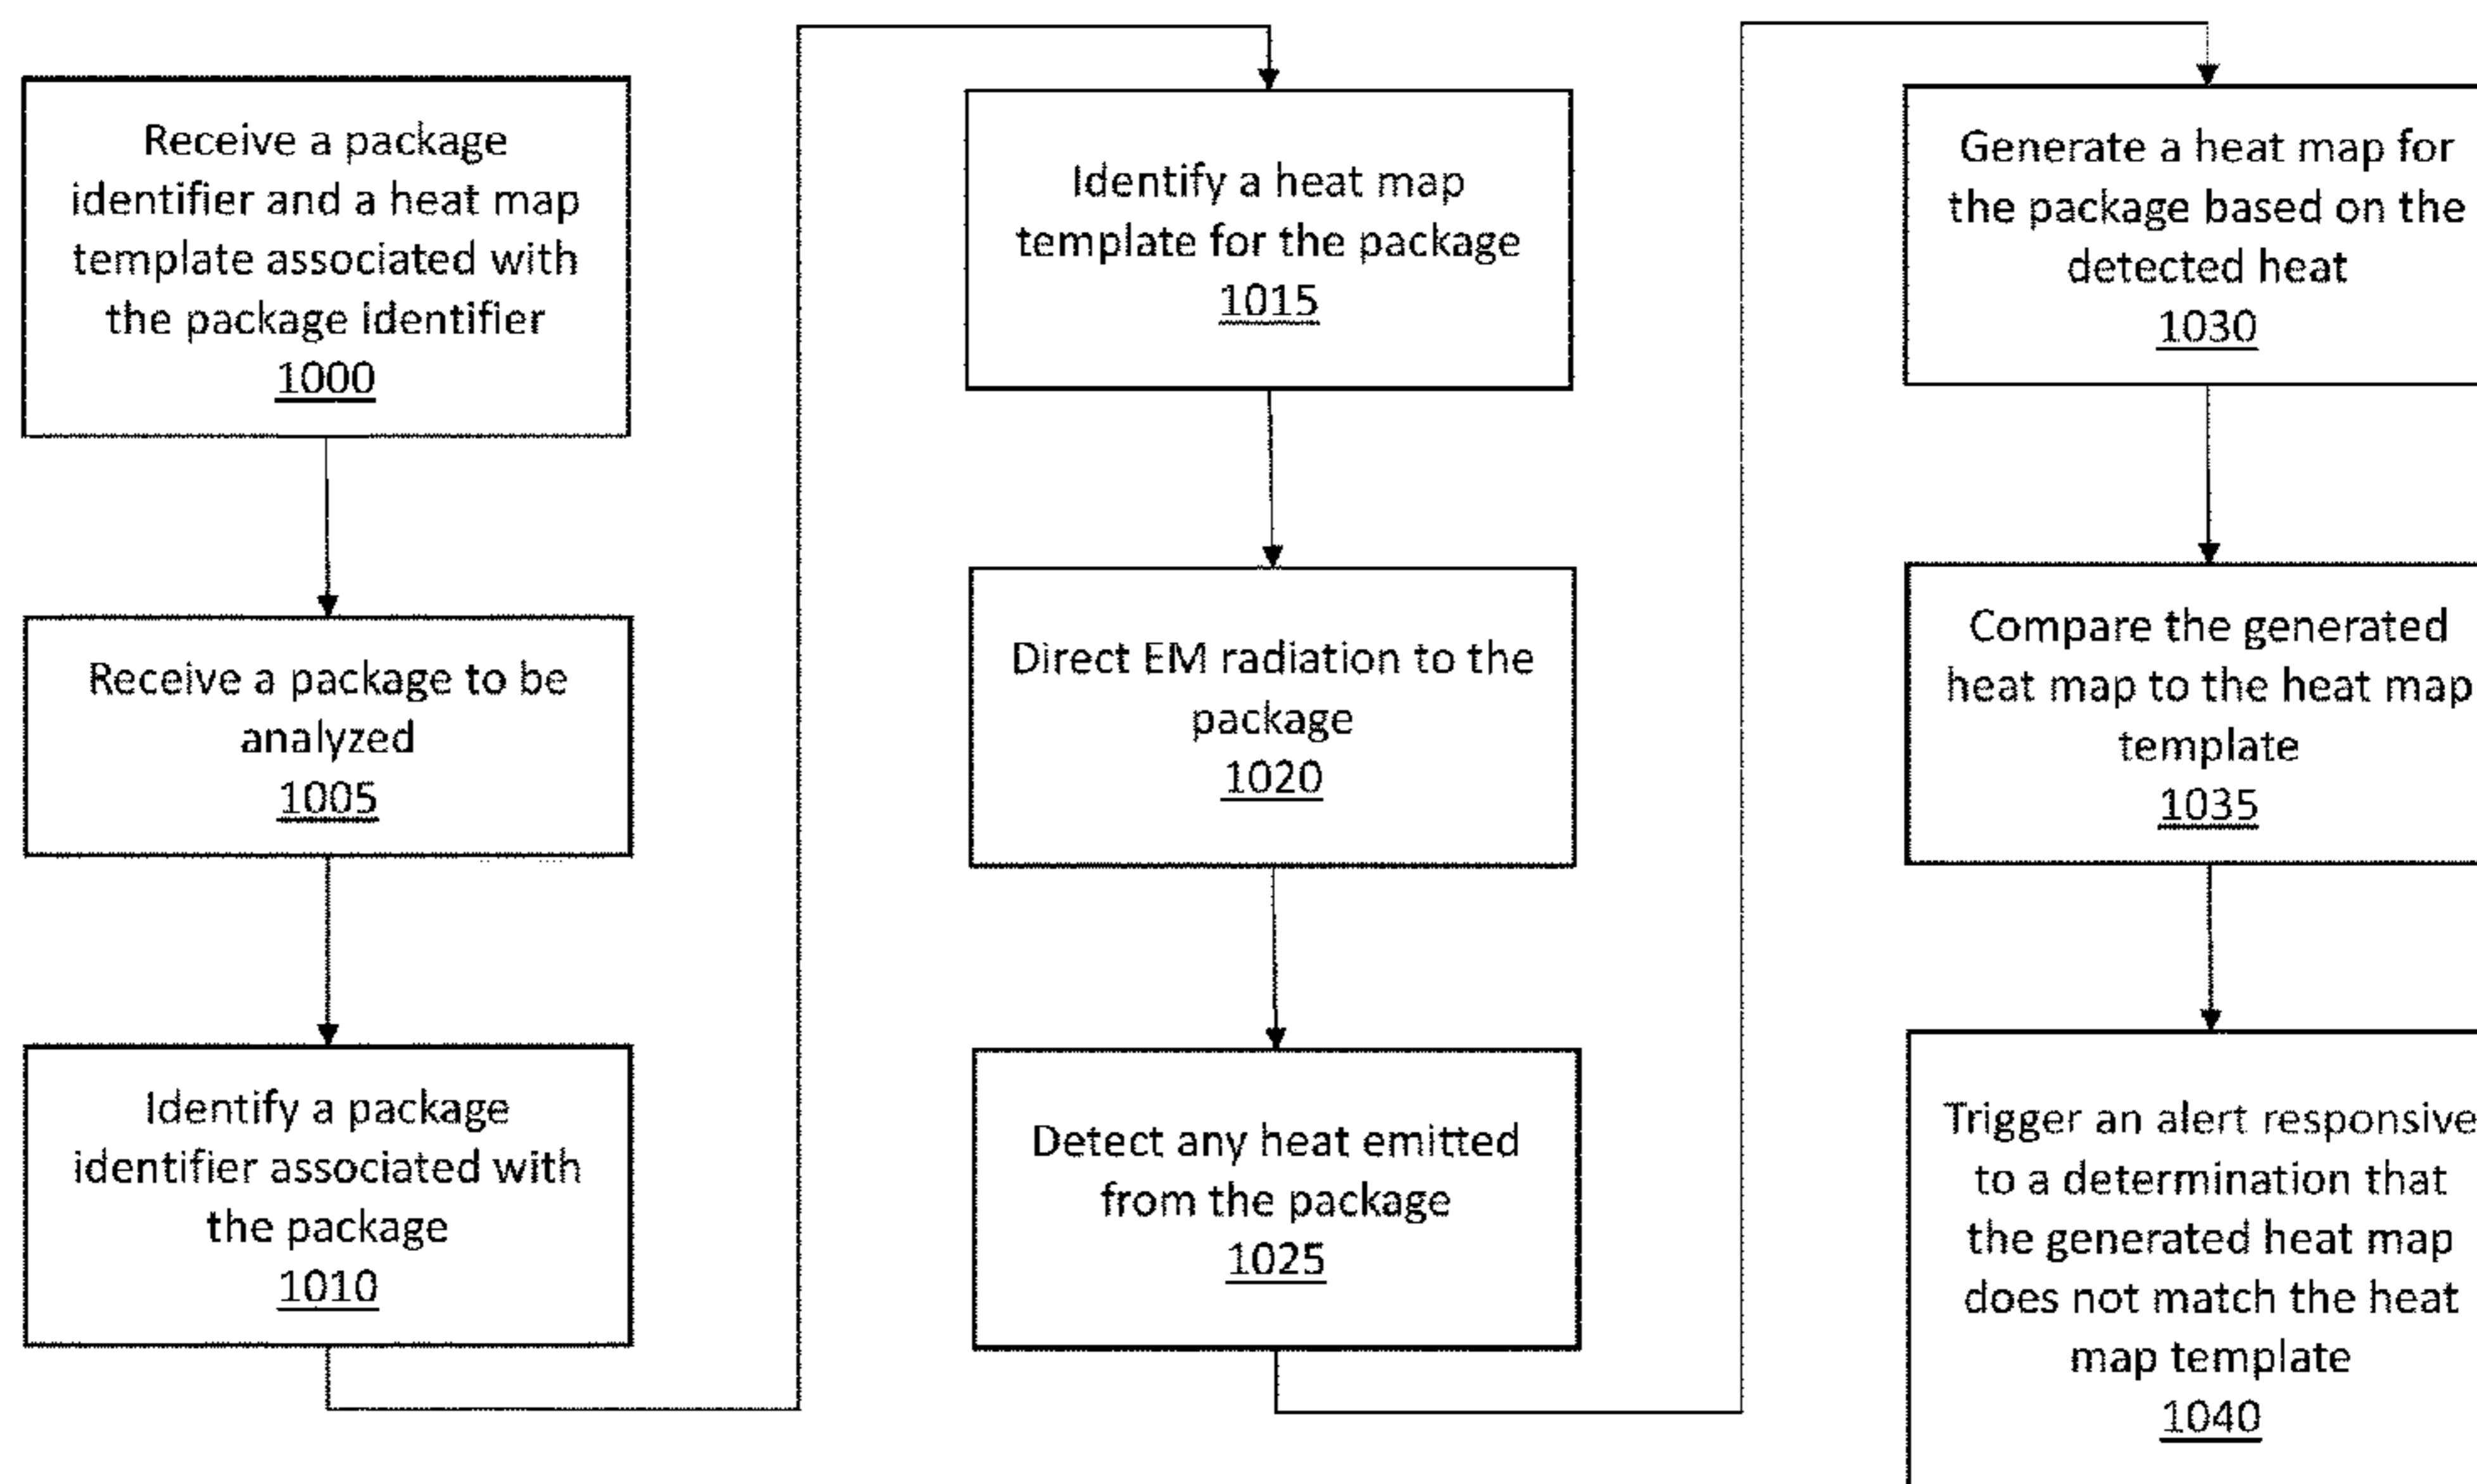 Receive a package
identifier and a heat map
template associated with
the package identifier
1000
Receive a package to be
analyzed
1005
Identify a package
identifier associated with
the package
1010
Identify a heat map
template for the package
1015
Direct EM radiation to the
package
1020
Detect any heat emitted
from the package
1025
Generate a heat map for
the package based on the
detected heat
1030
Compare the generated
heat map to the heat map
template
1035
Trigger an alert responsive
to a determination that
the generated heat map
does not match the heat
map template
1040